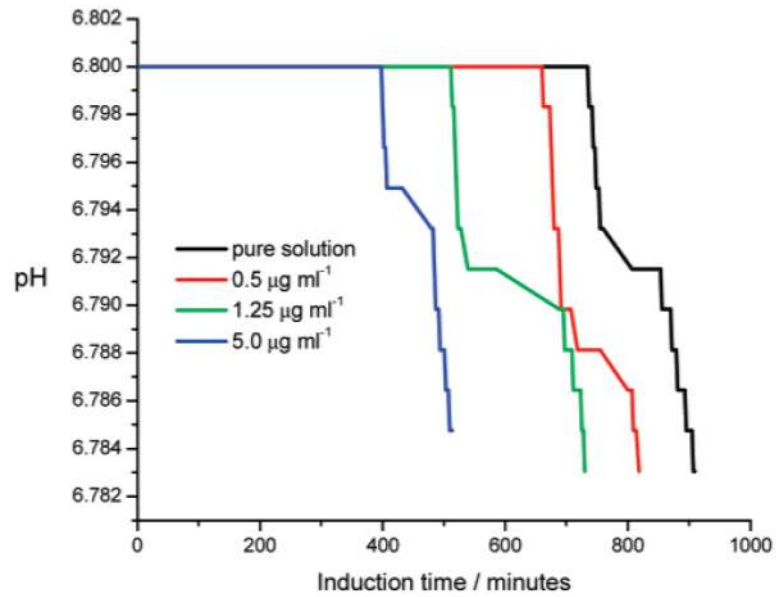 6.802
6.800
6.798
6.796
6.794
6.792
6.790
6.788
6.786
6.784
6.782
pH
pure solution
0.5 μg ml⁻¹
1.25 μg ml⁻¹
5.0 μg ml⁻¹
0 200 400 600 800 1000
Induction time / minutes